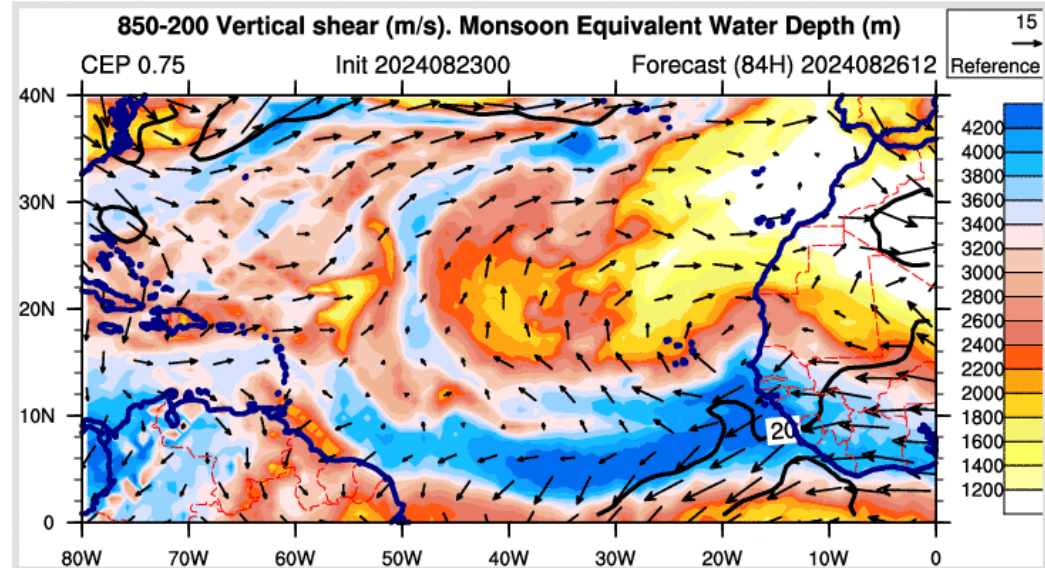 850-200 Vertical shear (m/s). Monsoon Equivalent Water Depth (m)
15
CEP 0.75 Init 2024082300 Forecast (84H) 2024082612
Reference
40N
30N
20N
10N
0
20
80W 70W 60W 50W 40W 30W 20W 10W 0
4200
4000
3800
3600
3400
3200
3000
2800
2600
2400
2200
2000
1800
1600
1400
1200